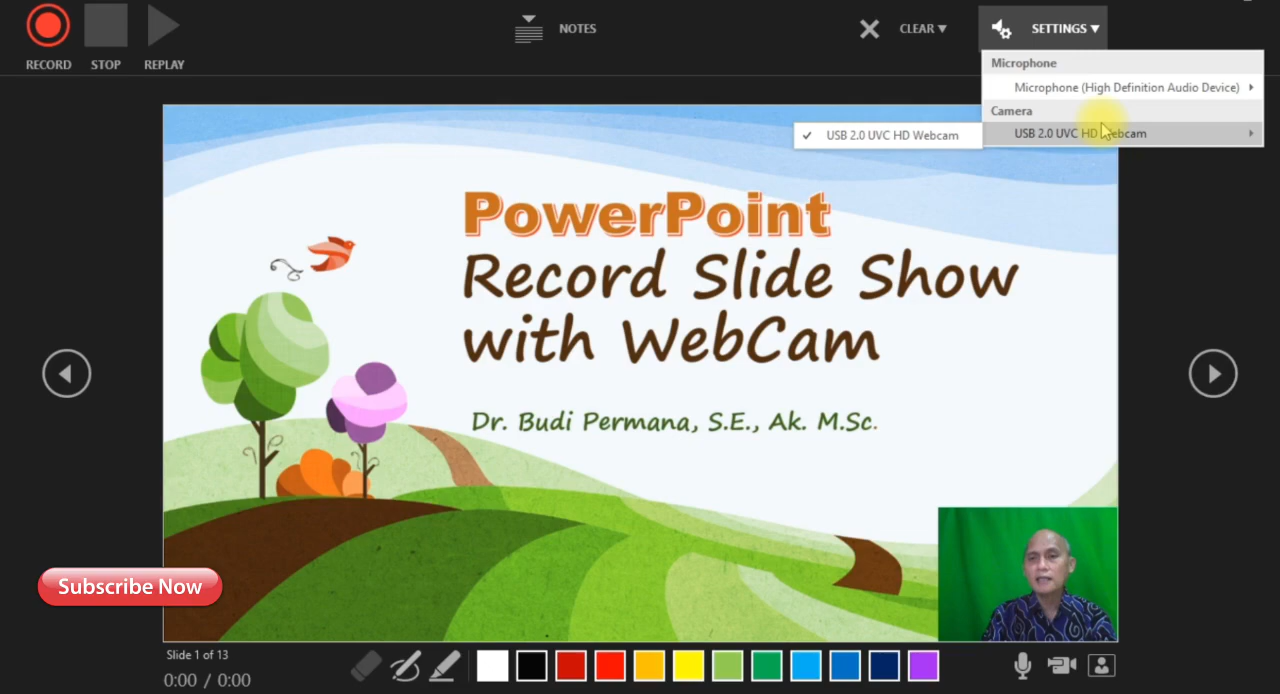 RECORD
STOP
REPLAY
NOTES
CLEAR
SETTINGS
Microphone
Microphone (High Definition Audio Device)
Camera
USB 2.0 UVC HD Webcam
USB 2.0 UVC HD Webcam
PowerPoint
Record Slide Show
with WebCam
Dr. Budi Permana, S.E., Ak. M.Sc.
Subscribe Now
Slide 1 of 13
0:00 / 0:00